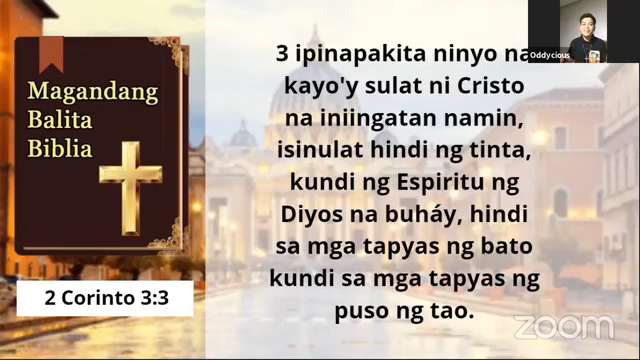 Magandang
Balita
Biblia
2 Corinto 3:3
3 ipinapakita ninyo na
kayo'y sulat ni Cristo
na iniingatan namin,
isinulat hindi ng tinta,
kundi ng Espiritu ng
Diyos na buháy, hindi
sa mga tapyas ng bato
kundi sa mga tapyas ng
puso ng tao.
Oddycious
zoom